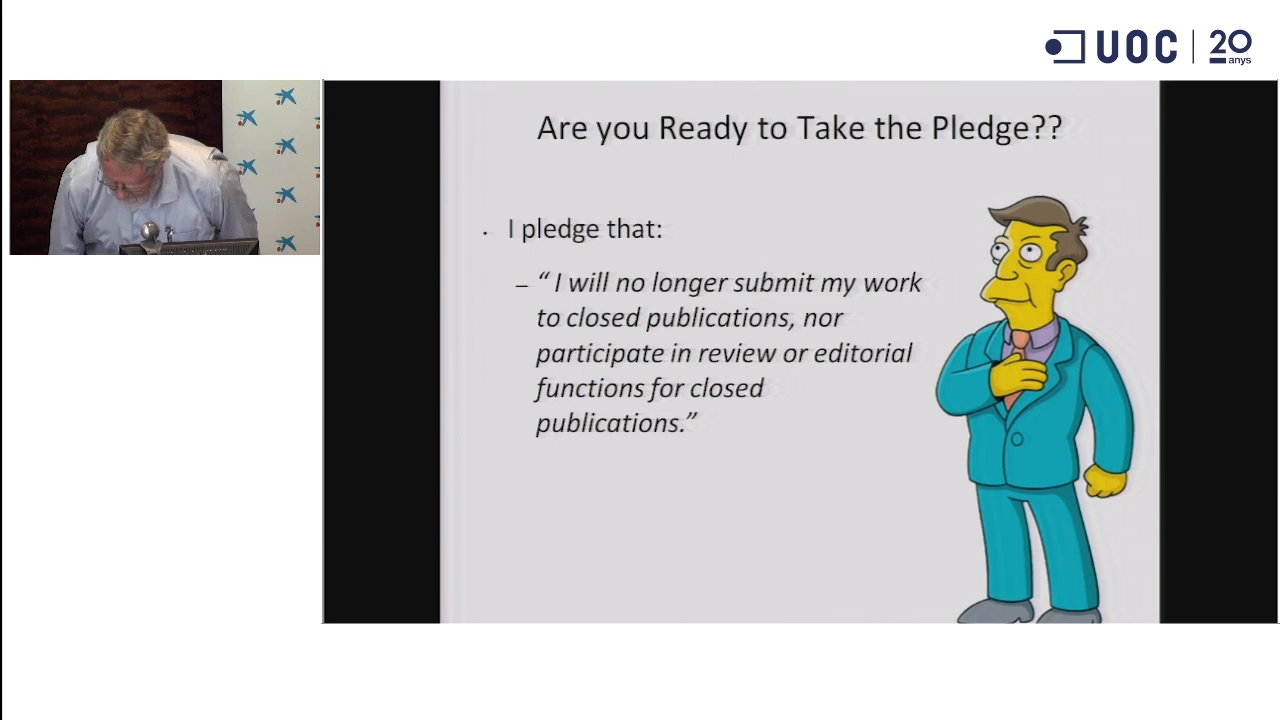 UOC
20
anys
Are you Ready to Take the Pledge??
· I pledge that:
– “ I will no longer submit my work
to closed publications, nor
participate in review or editorial
functions for closed
publications.”